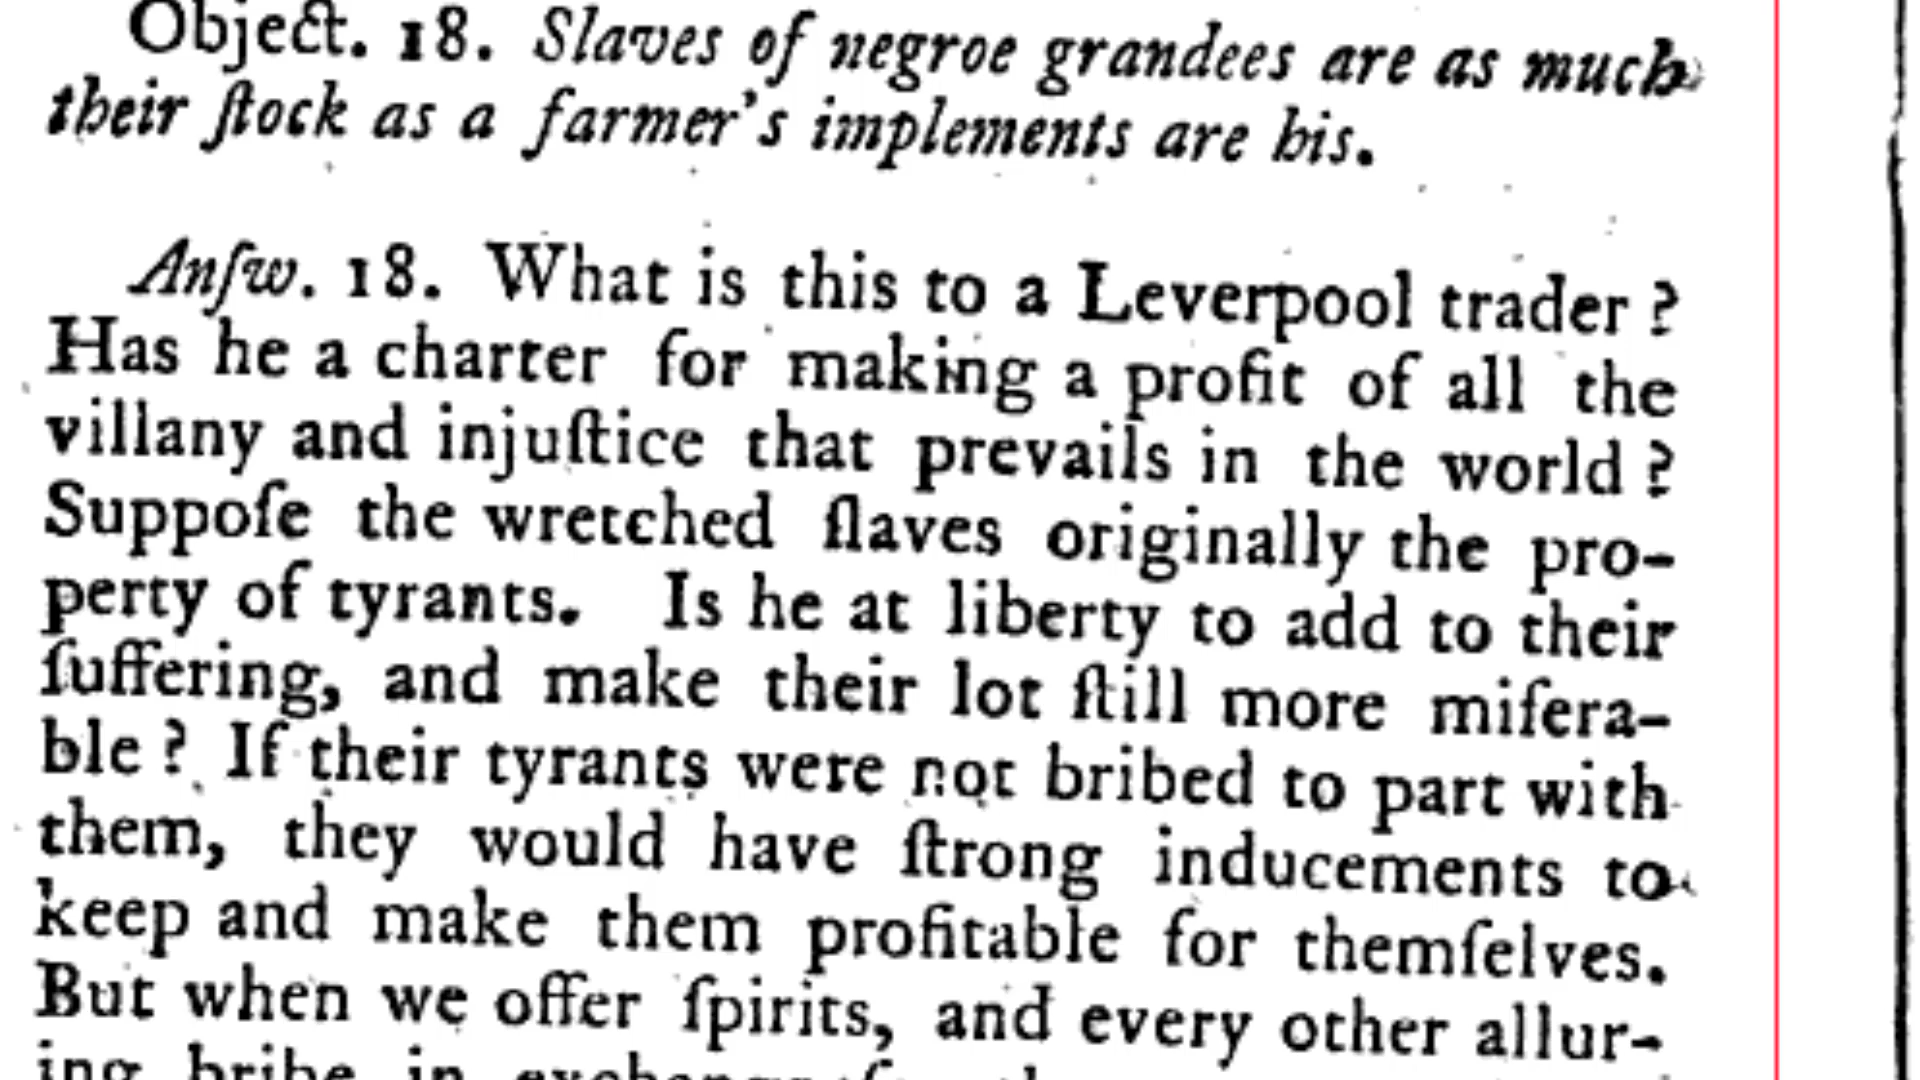 Object. 18. Slaves of negroe grandees are as much
their ſtock as a farmer's implements are his.
Anſw. 18. What is this to a Leverpool trader?
Has he a charter for making a profit of all the
villany and injuſtice that prevails in the world?
Suppoſe the wretched ſlaves originally the pro-
perty of tyrants. Is he at liberty to add to their
ſuffering, and make their lot ſtill more miſera-
ble? If their tyrants were not bribed to part with
them, they would have ſtrong inducements to
keep and make them profitable for themſelves.
But when we offer ſpirits, and every other allur-
ing bribe in